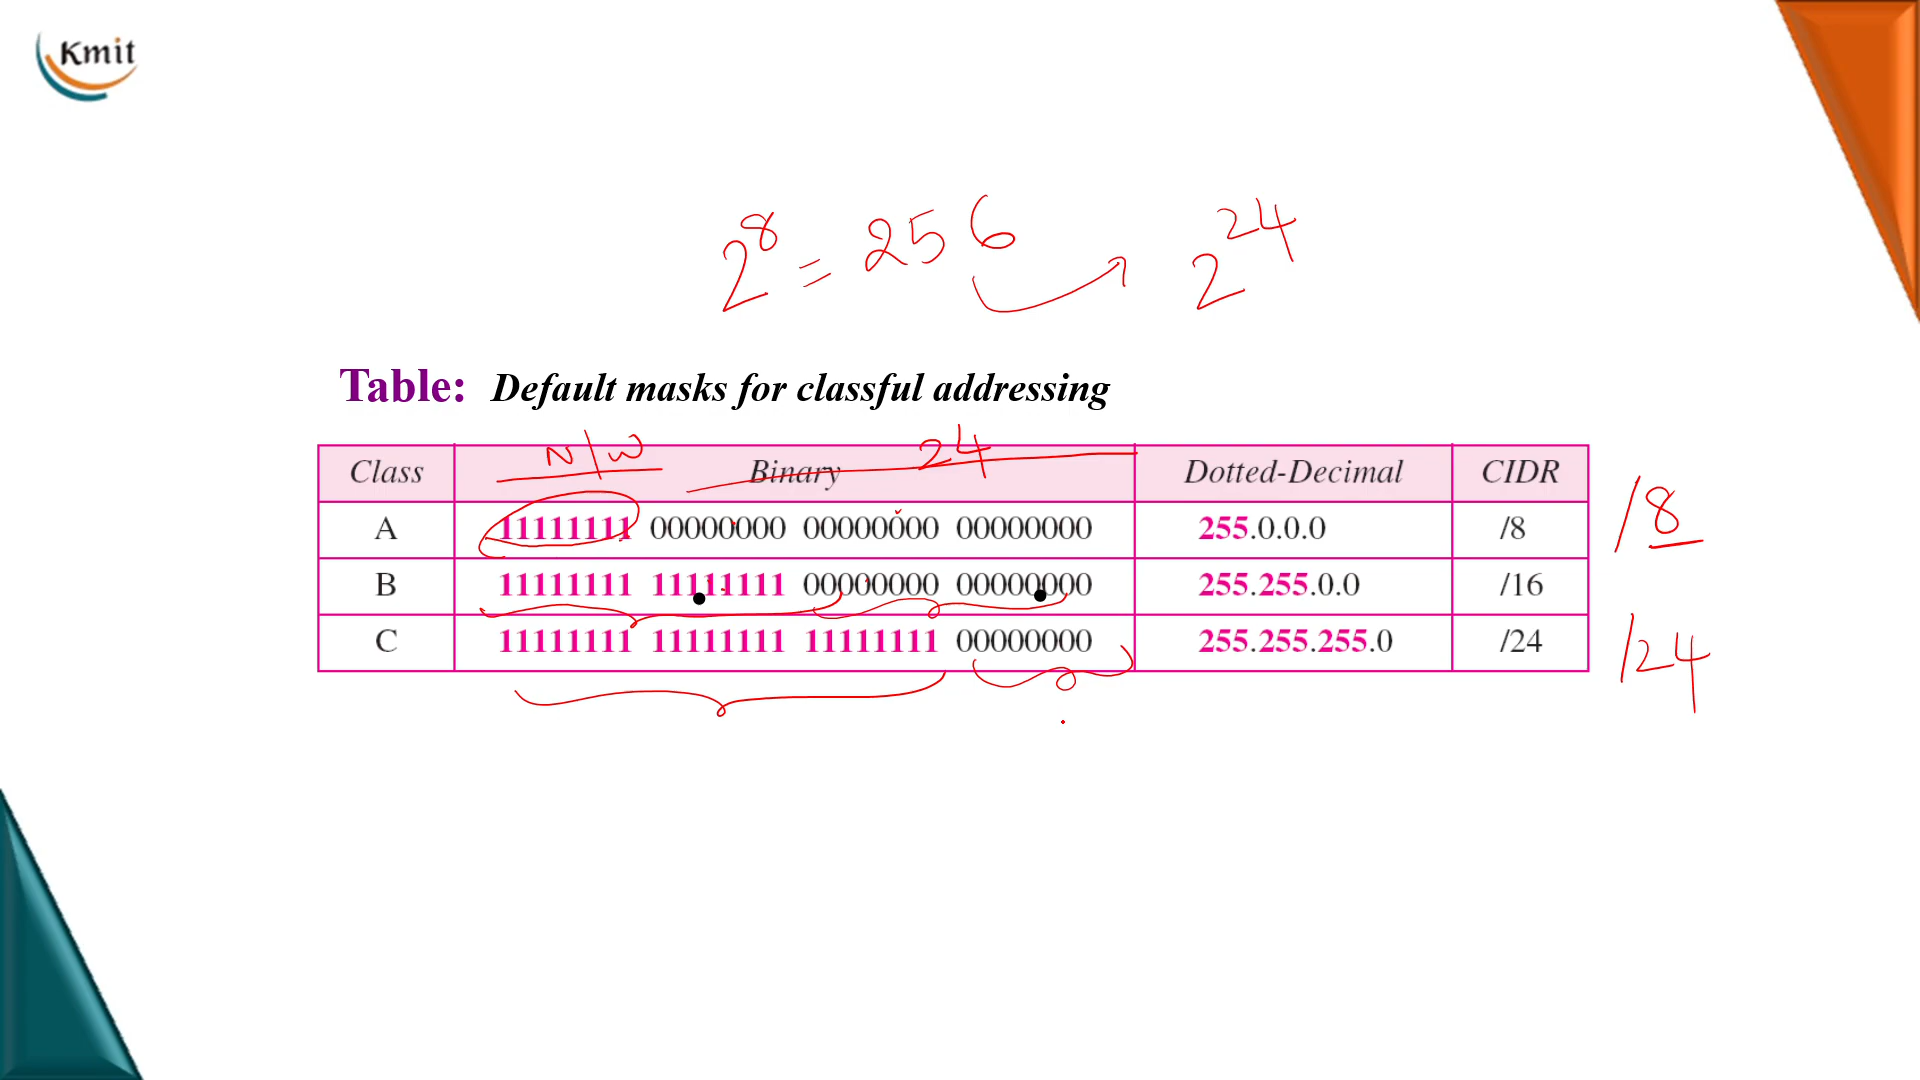 Kmit
2^8 = 256 2^24
Table: Default masks for classful addressing
N/W 24
Class Binary Dotted-Decimal CIDR
A 11111111 00000000 00000000 00000000 255.0.0.0 /8 /8
B 11111111 11111111 00000000 00000000 255.255.0.0 /16
C 11111111 11111111 11111111 00000000 255.255.255.0 /24 /24